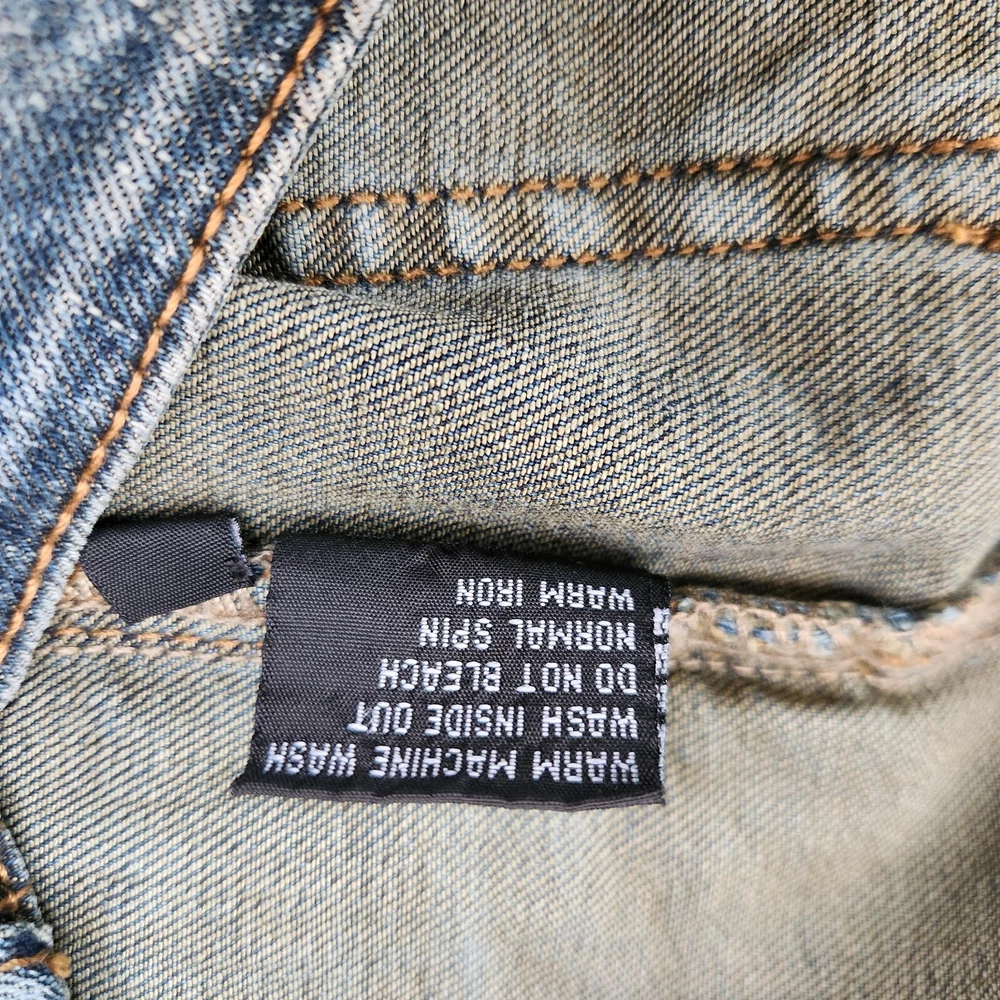 WARM MACHINE WASH
WASH INSIDE OUT
DO NOT BLEACH
NORMAL SPIN
WARM IRON